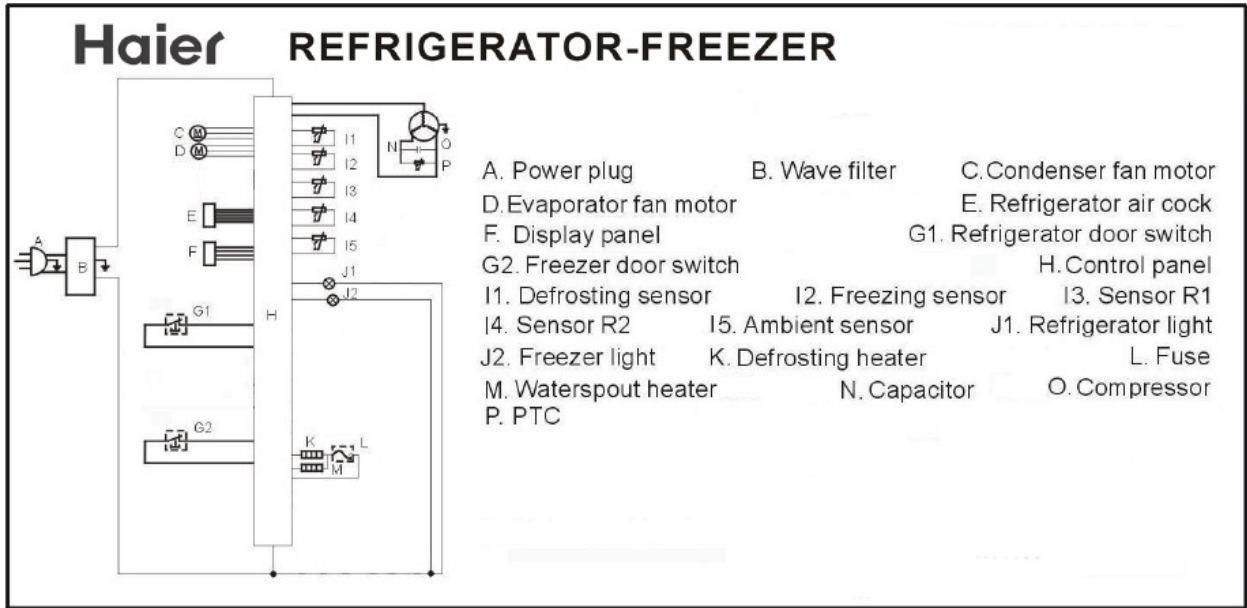 Haier REFRIGERATOR-FREEZER
C M
D M
I1
I2
I3
I4
I5
N
O
P
E
F
A
B
J1
J2
G1
H
G2
K
L
M
A. Power plug B. Wave filter C.Condenser fan motor
D.Evaporator fan motor E. Refrigerator air cock
F. Display panel G1. Refrigerator door switch
G2. Freezer door switch H.Control panel
I1. Defrosting sensor I2. Freezing sensor I3. Sensor R1
I4. Sensor R2 I5. Ambient sensor J1. Refrigerator light
J2. Freezer light K. Defrosting heater L. Fuse
M. Waterspout heater N. Capacitor O. Compressor
P. PTC